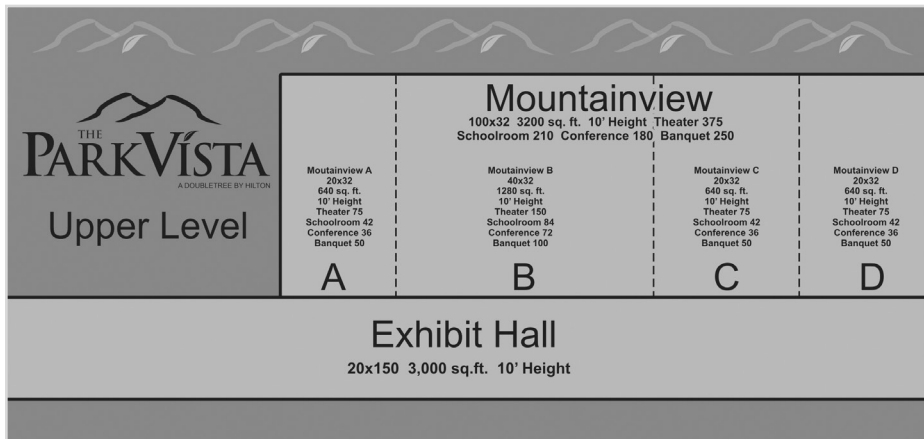 THE
PARKVISTA
A DOUBLETREE BY HILTON
Upper Level
Mountainview
100x32 3200 sq. ft. 10' Height Theater 375
Schoolroom 210 Conference 180 Banquet 250
Moutainview A
20x32
640 sq. ft.
10' Height
Theater 75
Schoolroom 42
Conference 36
Banquet 50
A
Moutainview B
40x32
1280 sq. ft.
10' Height
Theater 150
Schoolroom 84
Conference 72
Banquet 100
B
Moutainview C
20x32
640 sq. ft.
10' Height
Theater 75
Schoolroom 42
Conference 36
Banquet 50
C
Moutainview D
20x32
640 sq. ft.
10' Height
Theater 75
Schoolroom 42
Conference 36
Banquet 50
D
Exhibit Hall
20x150 3,000 sq.ft. 10' Height